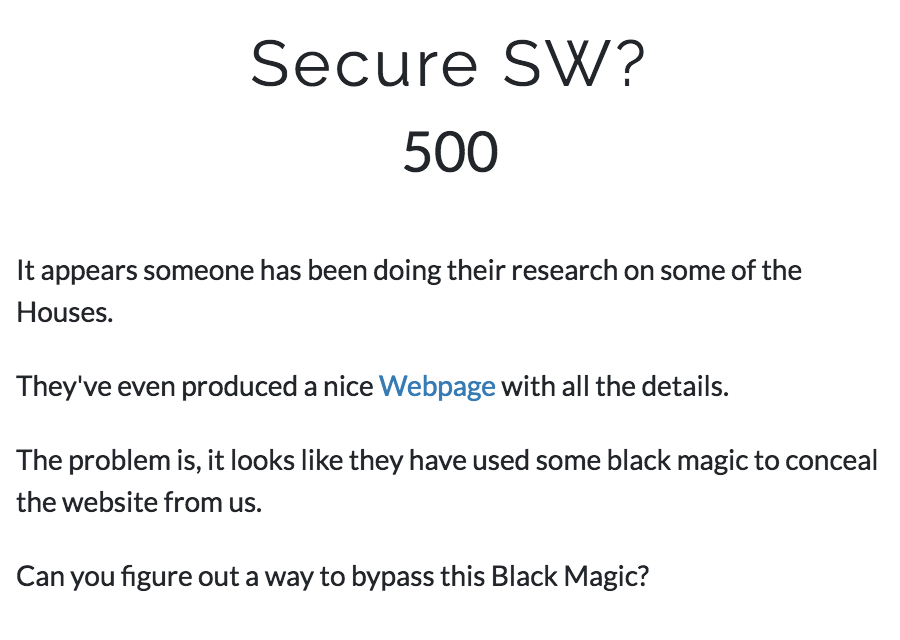 Secure SW?
500
It appears someone has been doing their research on some of the
Houses.
They've even produced a nice Webpage with all the details.
The problem is, it looks like they have used some black magic to conceal
the website from us.
Can you figure out a way to bypass this Black Magic?